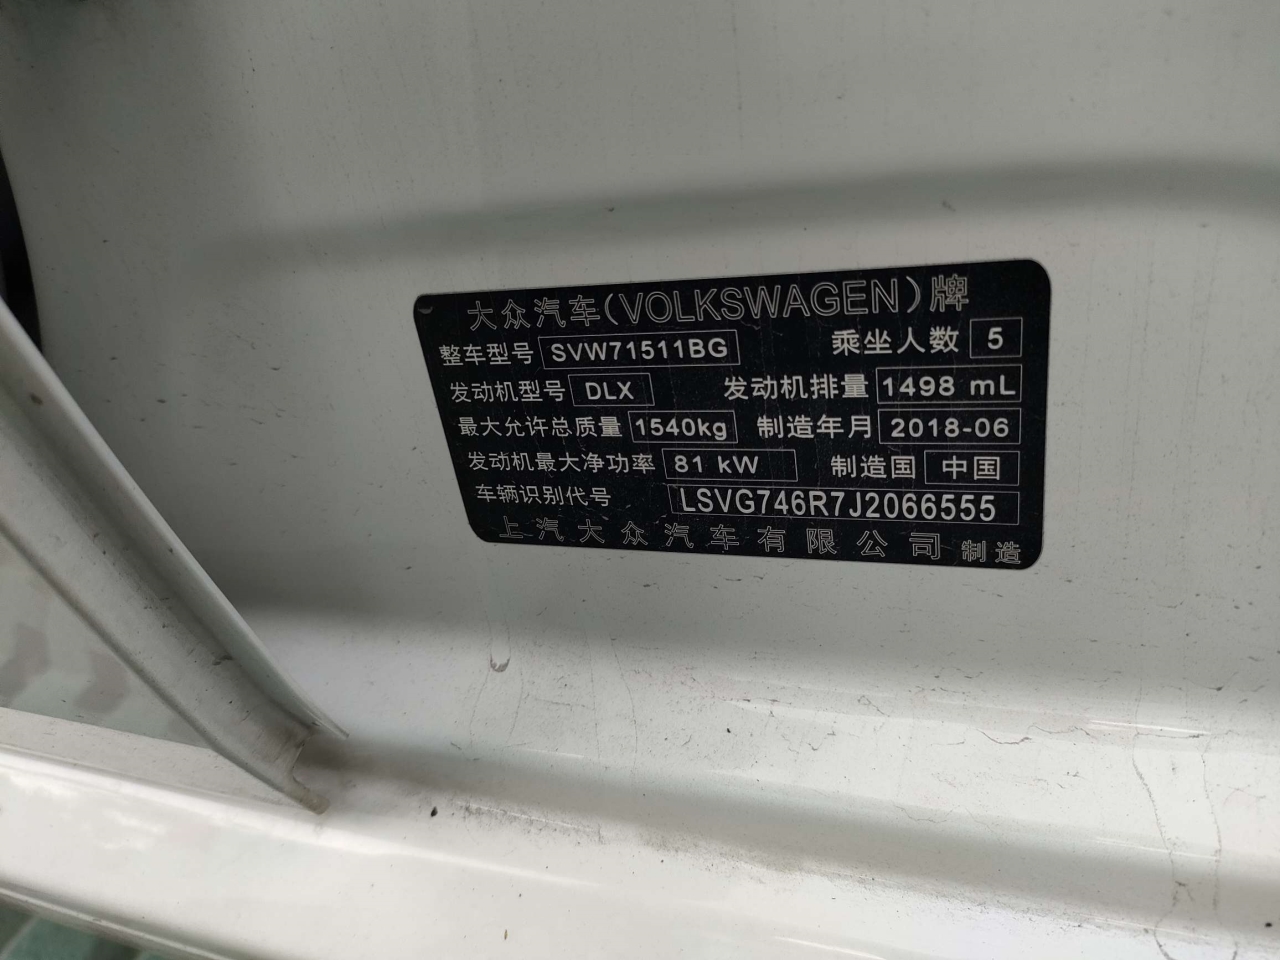 大众汽车(VOLKSWAGEN)牌
整车型号 SVW71511BG 乘坐人数 5
发动机型号 DLX 发动机排量 1498 mL
最大允许总质量 1540kg 制造年月 2018-06
发动机最大净功率 81 kW 制造国 中国
车辆识别代号 LSVG746R7J2066555
上汽大众汽车有限公司 制造